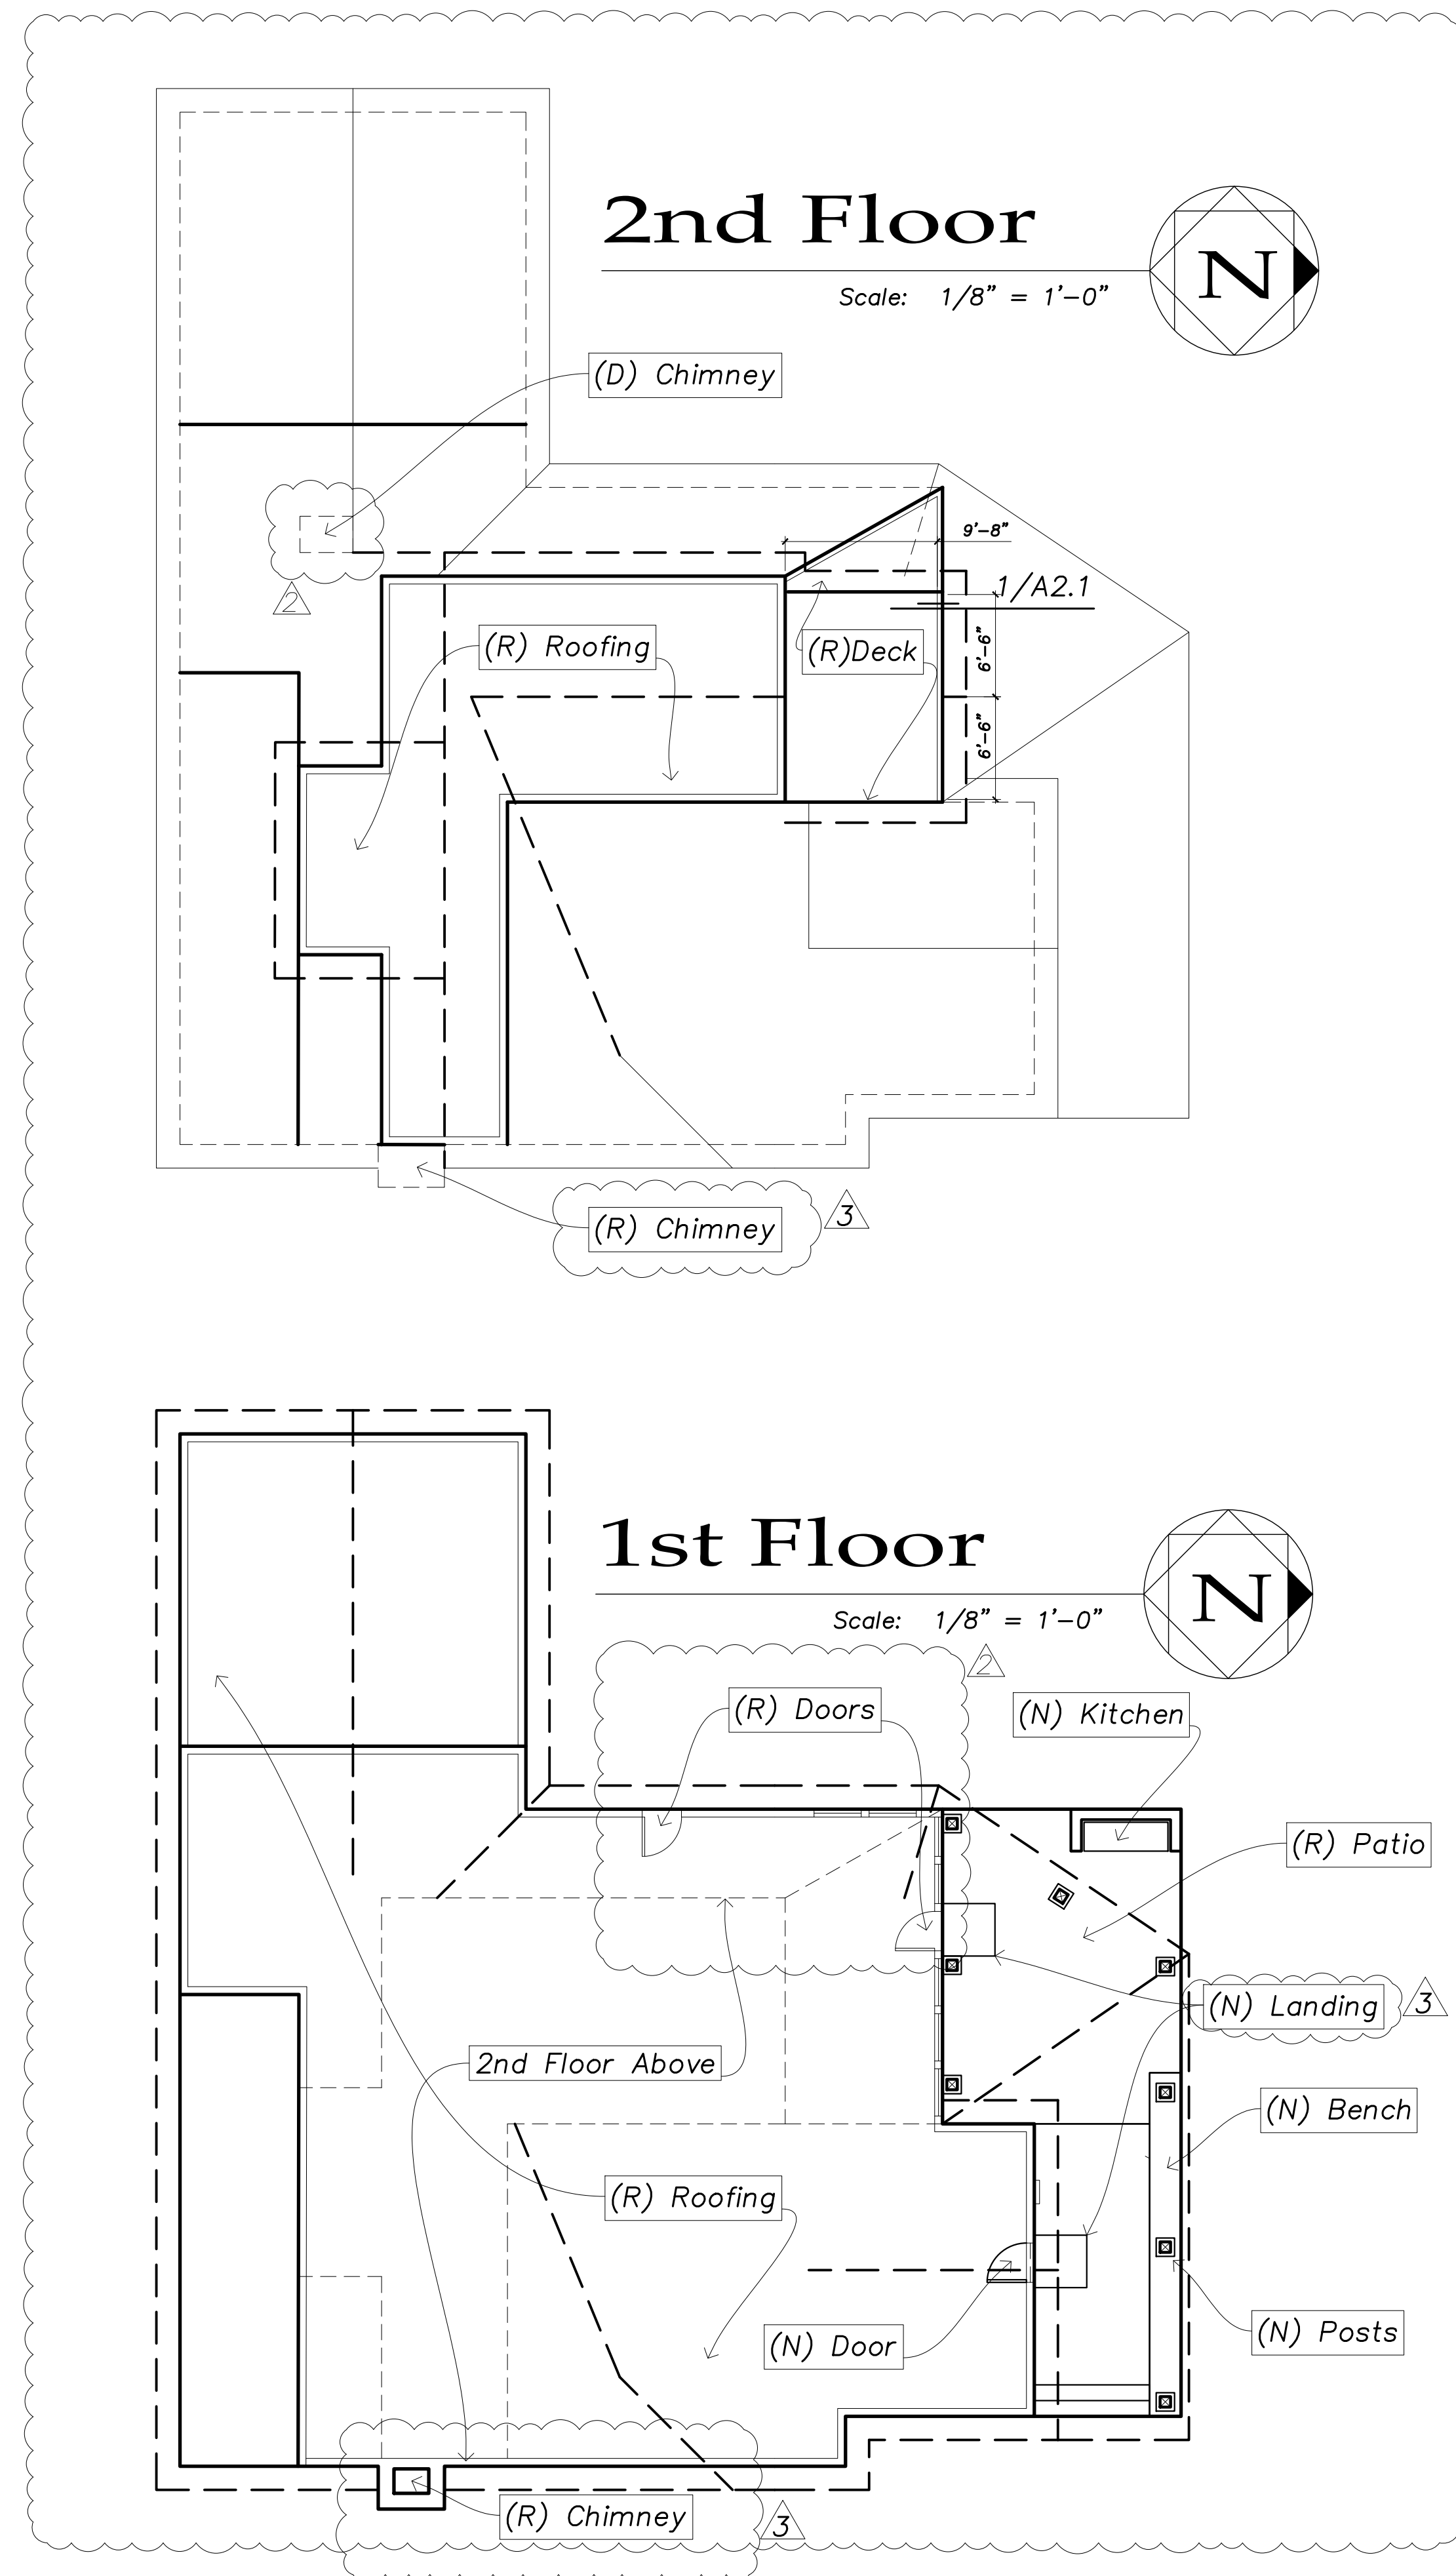 2nd Floor
N
Scale: 1/8” = 1’-0”
(D) Chimney
9’-8”
1/A2.1
2
(R) Roofing
(R)Deck
6’-6”
6’-6”
(R) Chimney
3
1st Floor
N
Scale: 1/8” = 1’-0”
2
(R) Doors
(N) Kitchen
(R) Patio
(N) Landing
3
2nd Floor Above
(N) Bench
(R) Roofing
(N) Door
(N) Posts
(R) Chimney
3